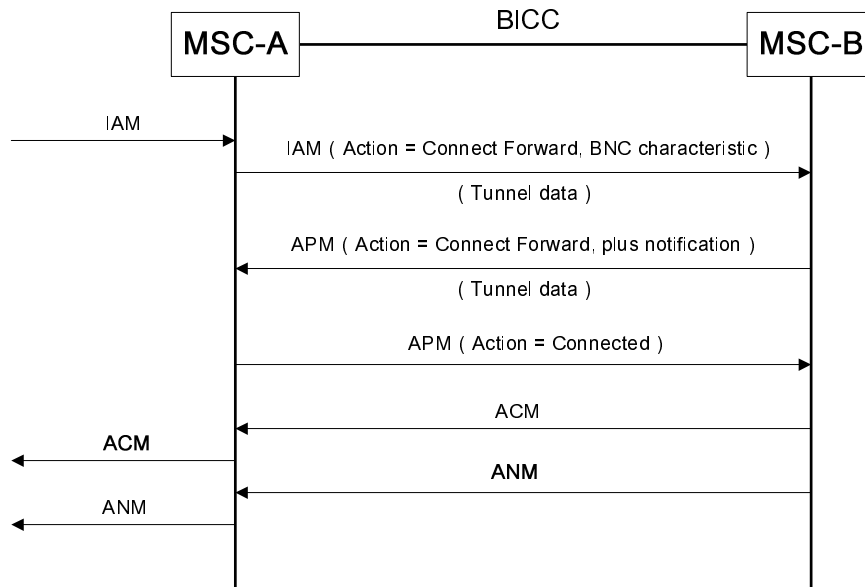 BICC
MSC-A
MSC-B
IAM
IAM ( Action = Connect Forward, BNC characteristic )
( Tunnel data )
APM ( Action = Connect Forward, plus notification )
( Tunnel data )
APM ( Action = Connected )
ACM
ACM
ANM
ANM